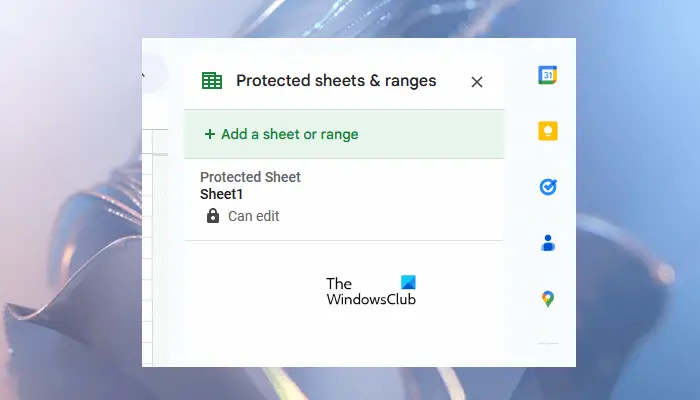 Protected sheets & ranges
+ Add a sheet or range
Protected Sheet
Sheet1
Can edit
The
WindowsClub
31